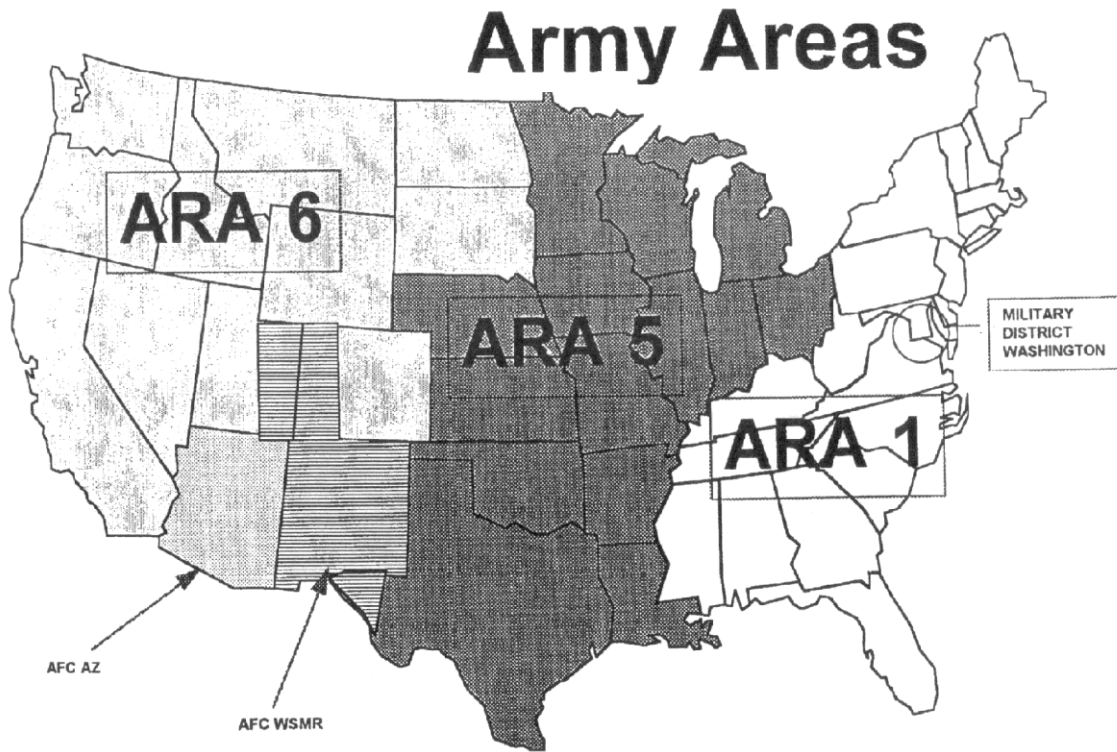 Army Areas
ARA 6
ARA 5
MILITARY
DISTRICT
WASHINGTON
ARA 1
AFC AZ
AFC WSMR